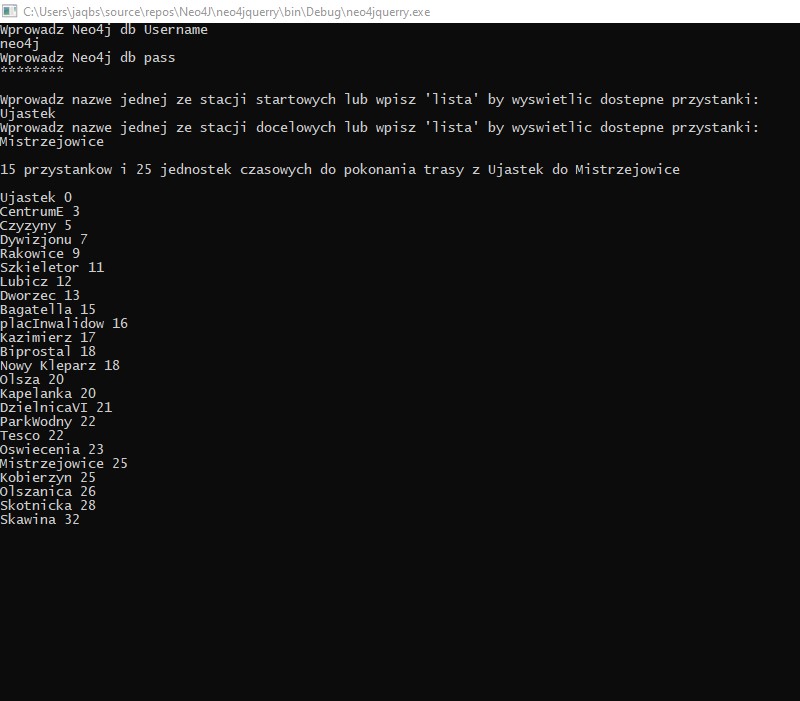 C:\Users\jaqbs\source\repos\Neo4J\neo4jquerry\bin\Debug\neo4jquerry.exe
Wprowadz Neo4j db Username
neo4j
Wprowadz Neo4j db pass
********
Wprowadz nazwe jednej ze stacji startowych lub wpisz 'lista' by wyswietlic dostepne przystanki:
Ujastek
Wprowadz nazwe jednej ze stacji docelowych lub wpisz 'lista' by wyswietlic dostepne przystanki:
Mistrzejowice
15 przystankow i 25 jednostek czasowych do pokonania trasy z Ujastek do Mistrzejowice
Ujastek 0
CentrumE 3
Czyzyny 5
Dywizjonu 7
Rakowice 9
Szkieletor 11
Lubicz 12
Dworzec 13
Bagatella 15
placInwalidow 16
Kazimierz 17
Biprostal 18
Nowy Kleparz 18
Olsza 20
Kapelanka 20
DzielnicaVI 21
ParkWodny 22
Tesco 22
Oswiecenia 23
Mistrzejowice 25
Kobierzyn 25
Olszanica 26
Skotnicka 28
Skawina 32